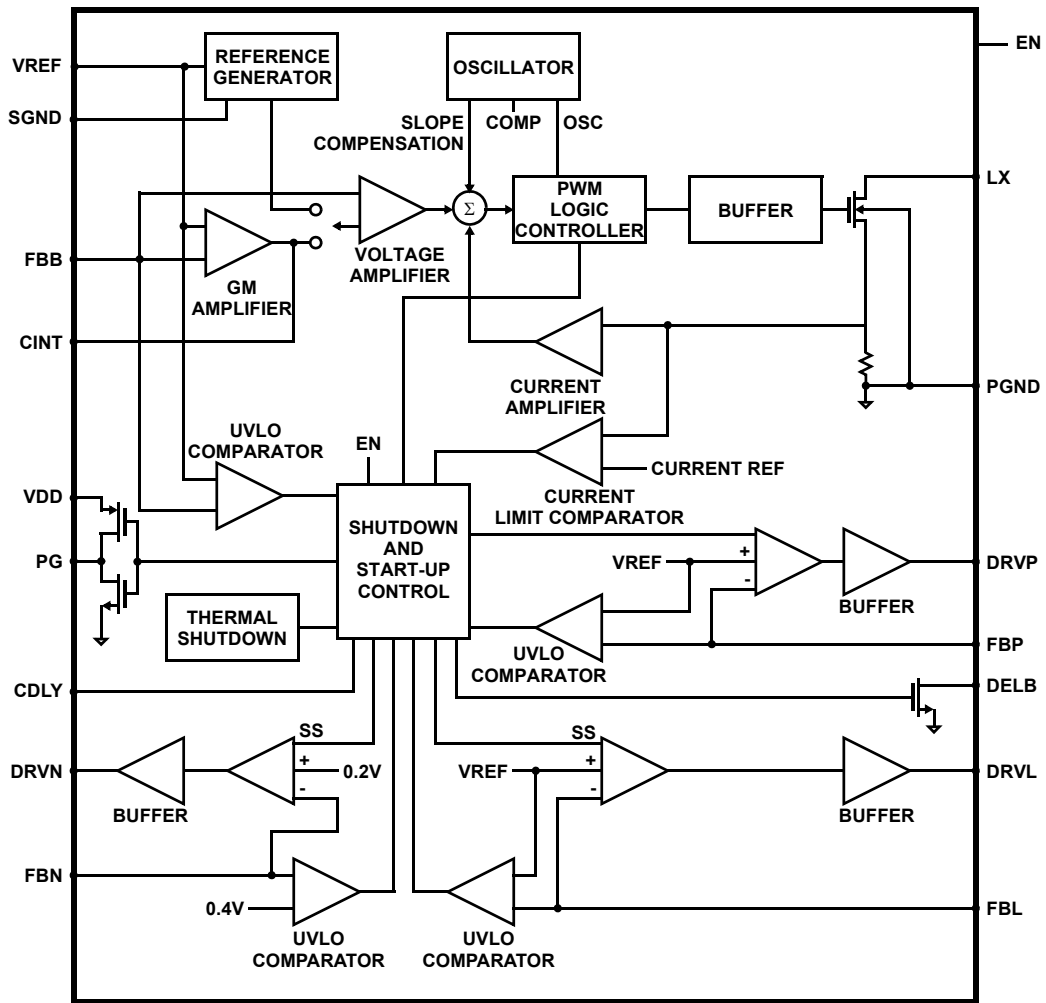 EN
VREF
REFERENCE
GENERATOR
OSCILLATOR
SGND
SLOPE
COMPENSATION
COMP
OSC
LX
PWM
LOGIC
CONTROLLER
BUFFER
Σ
VOLTAGE
AMPLIFIER
FBB
GM
AMPLIFIER
CINT
CURRENT
AMPLIFIER
PGND
UVLO
COMPARATOR
EN
CURRENT REF
CURRENT
LIMIT COMPARATOR
VDD
SHUTDOWN
AND
START-UP
CONTROL
PG
VREF
+
-
BUFFER
DRVP
THERMAL
SHUTDOWN
UVLO
COMPARATOR
FBP
CDLY
DELB
SS
+
-
0.2V
DRVN
BUFFER
SS
VREF
+
-
BUFFER
DRVL
FBN
0.4V
UVLO
COMPARATOR
UVLO
COMPARATOR
FBL